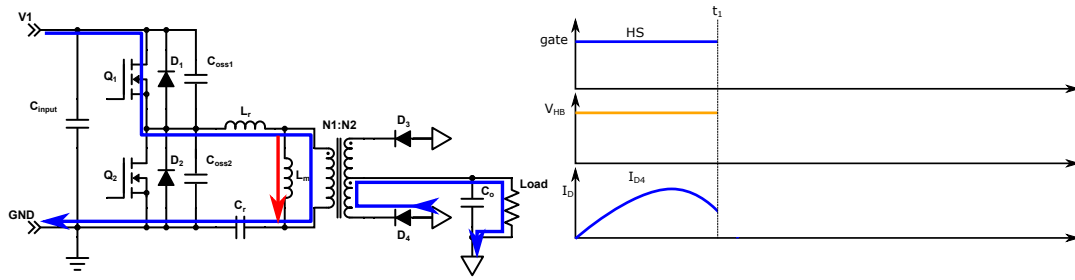 V1
Q1
D1
Coss1
Cinput
Lr
N1:N2
D3
Q2
D2
Coss2
Lm
Co
Load
GND
Cr
D4
t1
gate
HS
VHB
ID
ID4